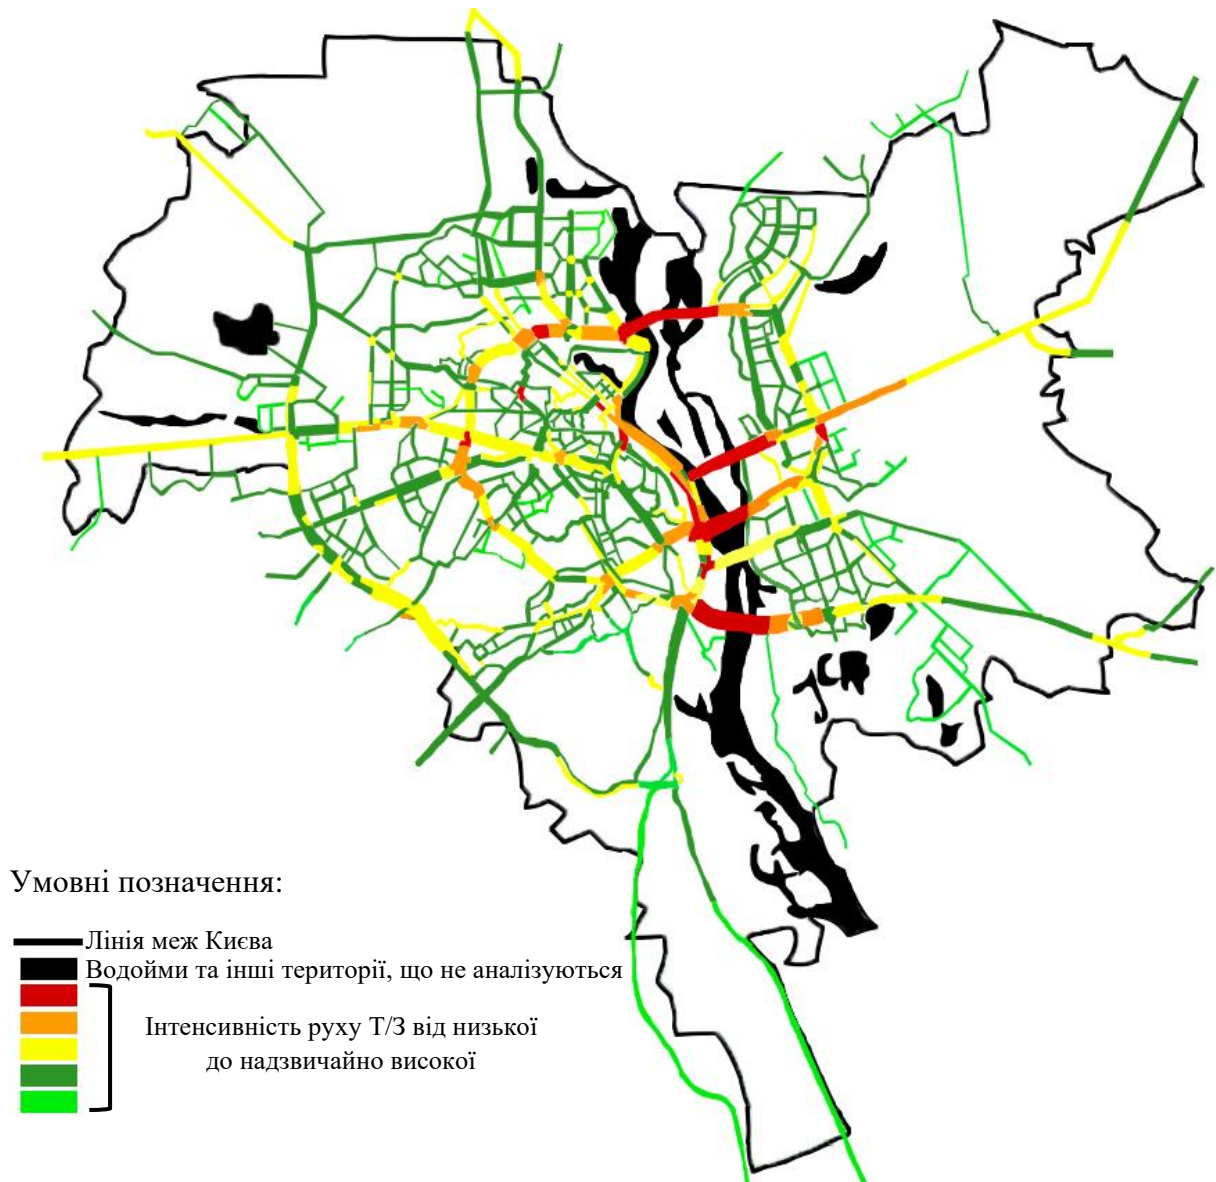 Умовні позначення:
Лінія меж Києва
Водойми та інші території, що не аналізуються
Інтенсивність руху Т/З від низької
до надзвичайно високої